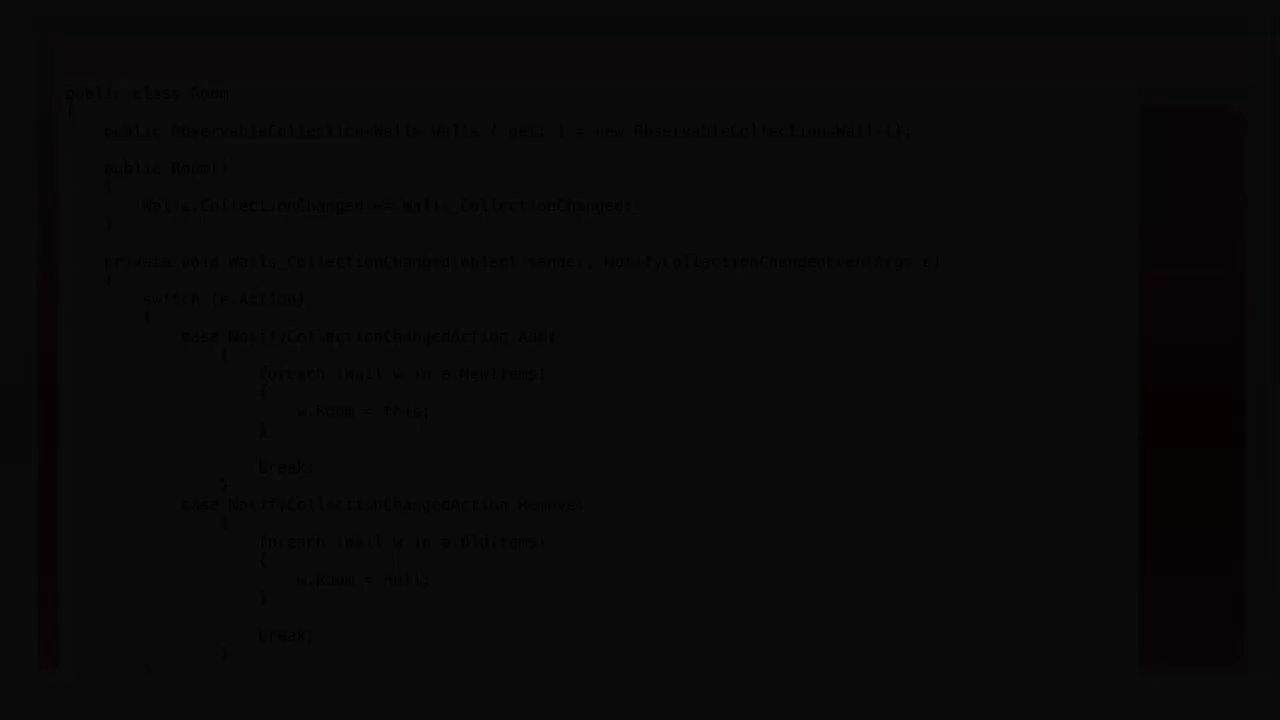 public class Room
{
public ObservableCollection<Wall> Walls { get; } = new ObservableCollection<Wall>();
public Room()
{
Walls.CollectionChanged += Walls_CollectionChanged;
}
private void Walls_CollectionChanged(object sender, NotifyCollectionChangedEventArgs e)
{
switch (e.Action)
{
case NotifyCollectionChangedAction.Add:
{
foreach (Wall w in e.NewItems)
{
w.Room = this;
}
break;
}
case NotifyCollectionChangedAction.Remove:
{
foreach (Wall w in e.OldItems)
{
w.Room = null;
}
break;
}
}